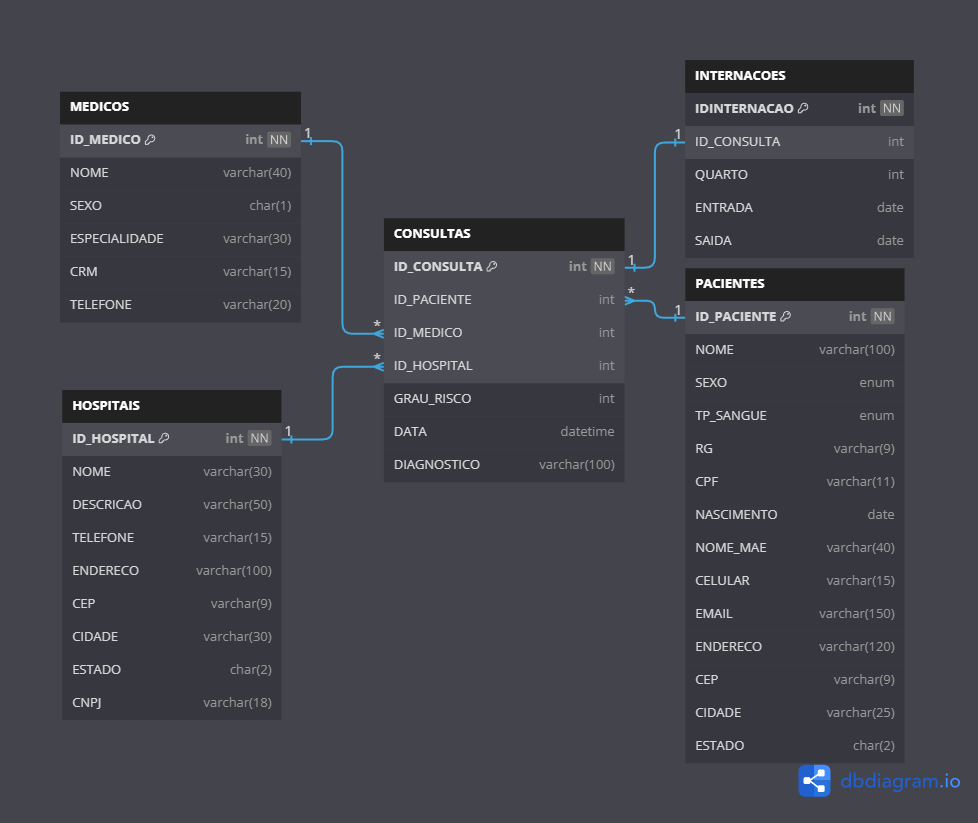 MEDICOS
ID_MEDICO int NN
NOME varchar(40)
SEXO char(1)
ESPECIALIDADE varchar(30)
CRM varchar(15)
TELEFONE varchar(20)
1
HOSPITAIS
ID_HOSPITAL int NN
NOME varchar(30)
DESCRICAO varchar(50)
TELEFONE varchar(15)
ENDERECO varchar(100)
CEP varchar(9)
CIDADE varchar(30)
ESTADO char(2)
CNPJ varchar(18)
1
CONSULTAS
ID_CONSULTA int NN
ID_PACIENTE int
ID_MEDICO int
ID_HOSPITAL int
GRAU_RISCO int
DATA datetime
DIAGNOSTICO varchar(100)
*
*
1
*
INTERNACOES
IDINTERNACAO int NN
ID_CONSULTA int
QUARTO int
ENTRADA date
SAIDA date
1
PACIENTES
ID_PACIENTE int NN
NOME varchar(100)
SEXO enum
TP_SANGUE enum
RG varchar(9)
CPF varchar(11)
NASCIMENTO date
NOME_MAE varchar(40)
CELULAR varchar(15)
EMAIL varchar(150)
ENDERECO varchar(120)
CEP varchar(9)
CIDADE varchar(25)
ESTADO char(2)
1
dbdiagram.io